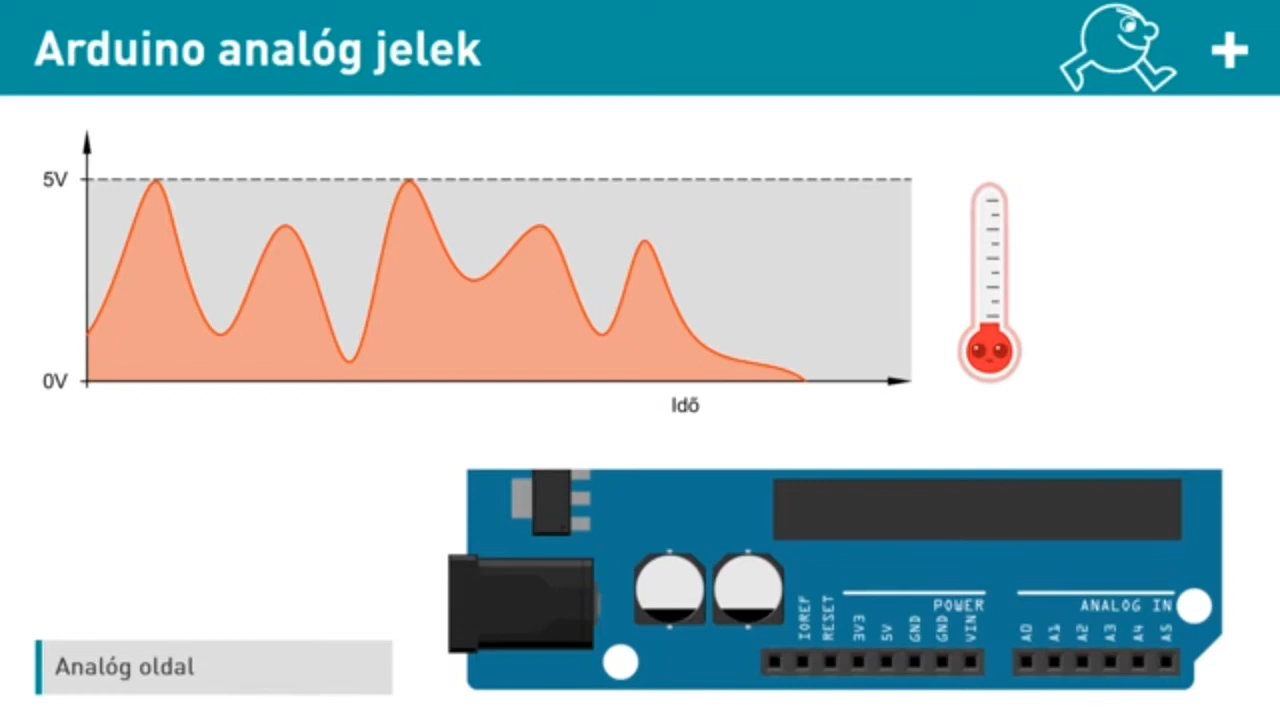 Arduino analóg jelek
+
5V
0V
Idő
IOREF
RESET
3V3
5V
GND
GND
VIN
POWER
ANALOG IN
A0
A1
A2
A3
A4
A5
Analóg oldal